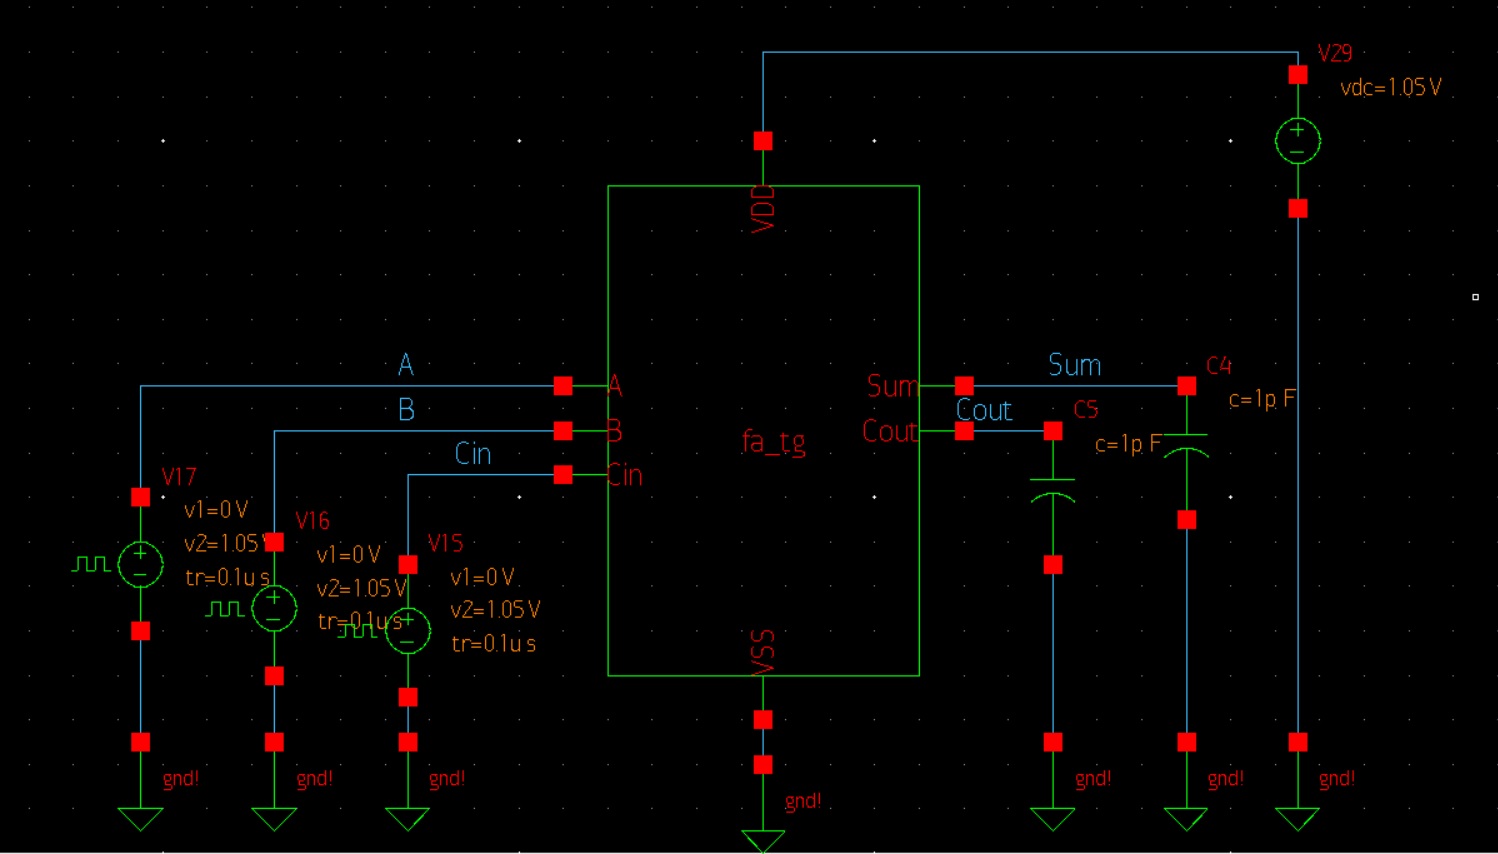 V29
vdc=1.05 V
VDD
A
Sum
C4
A
Sum
c=1p F
B
Cout
C5
B
Cout
fa_tg
c=1p F
Cin
Cin
V17
v1=0 V
V16
v2=1.05
V15
v1=0 V
tr=0.1u s
v1=0 V
v2=1.05 V
v2=1.05 V
tr=0.1u s
tr=0.1u s
VSS
gnd!
gnd!
gnd!
gnd!
gnd!
gnd!
gnd!